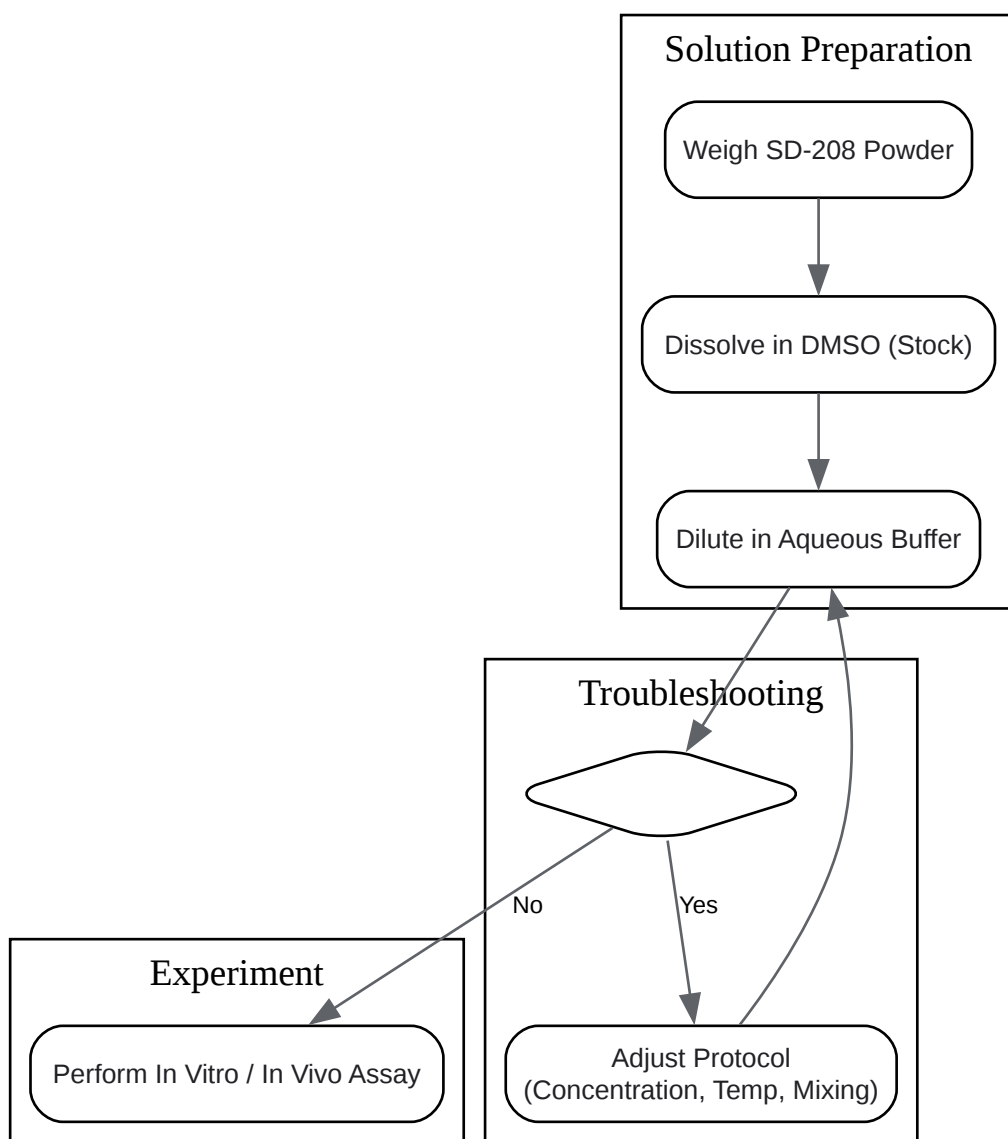 Solution Preparation
Weigh SD-208 Powder
Dissolve in DMSO (Stock)
Dilute in Aqueous Buffer
Troubleshooting
No
Yes
Experiment
Perform In Vitro / In Vivo Assay
Adjust Protocol
(Concentration, Temp, Mixing)